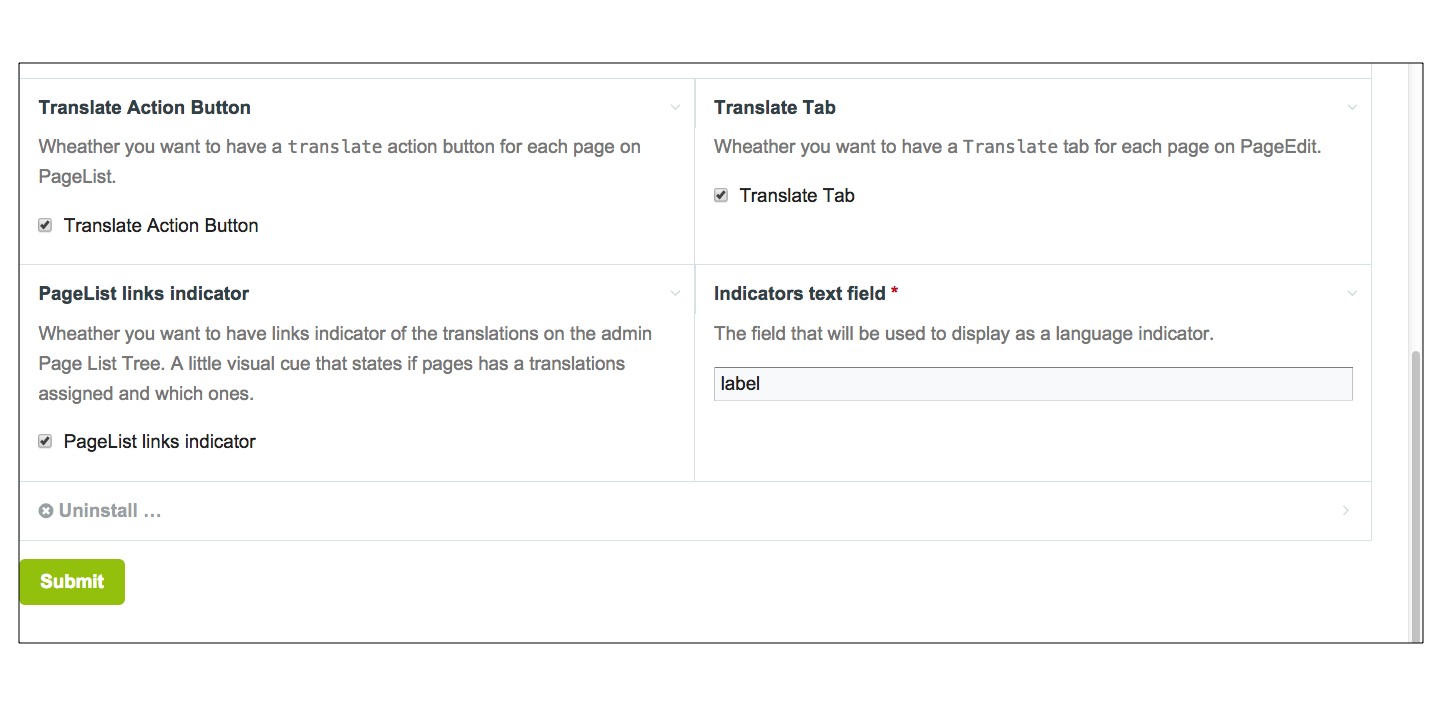 Translate Action Button
Wheather you want to have a translate action button for each page on
PageList.
Translate Action Button
Translate Tab
Wheather you want to have a Translate tab for each page on PageEdit.
Translate Tab
PageList links indicator
Wheather you want to have links indicator of the translations on the admin
Page List Tree. A little visual cue that states if pages has a translations
assigned and which ones.
PageList links indicator
Indicators text field *
The field that will be used to display as a language indicator.
label
Uninstall …
Submit